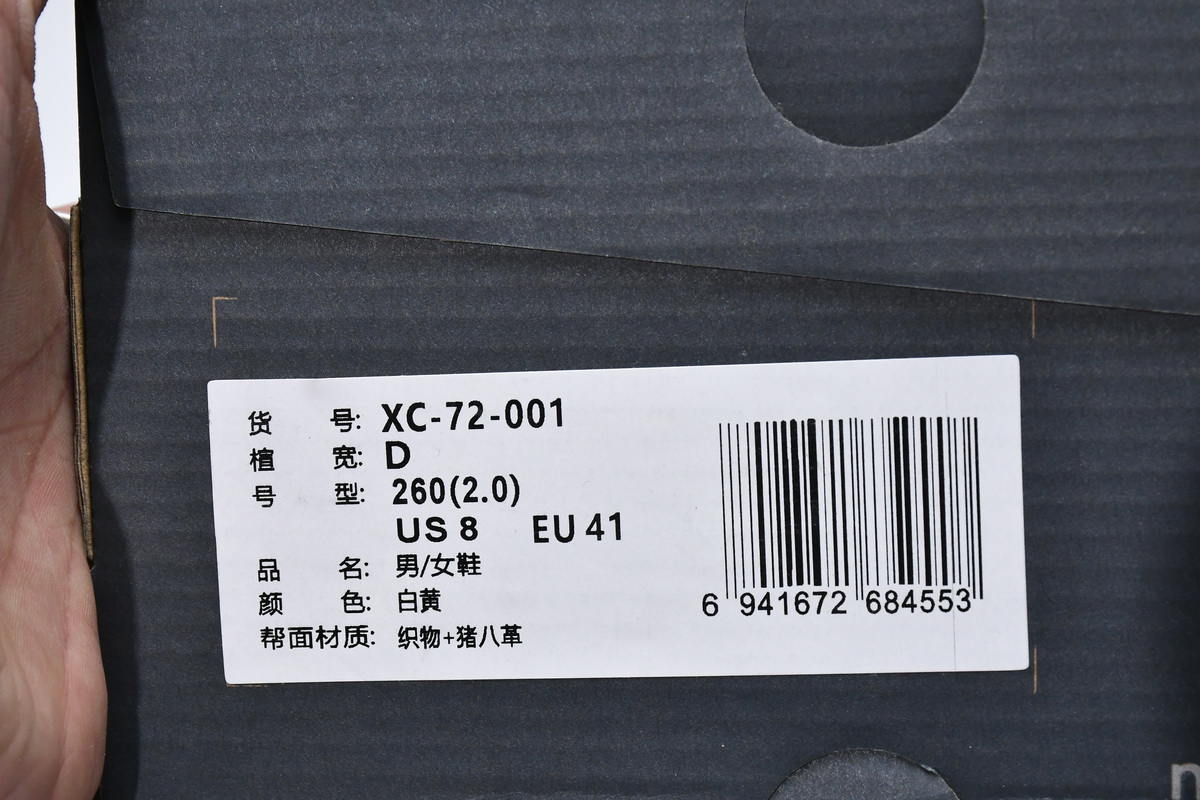 货 号: XC-72-001
楦 宽: D
号 型: 260(2.0)
US 8 EU 41
品 名: 男/女鞋
颜 色: 白黄
帮面材质: 织物+猪八革
6 941672 684553